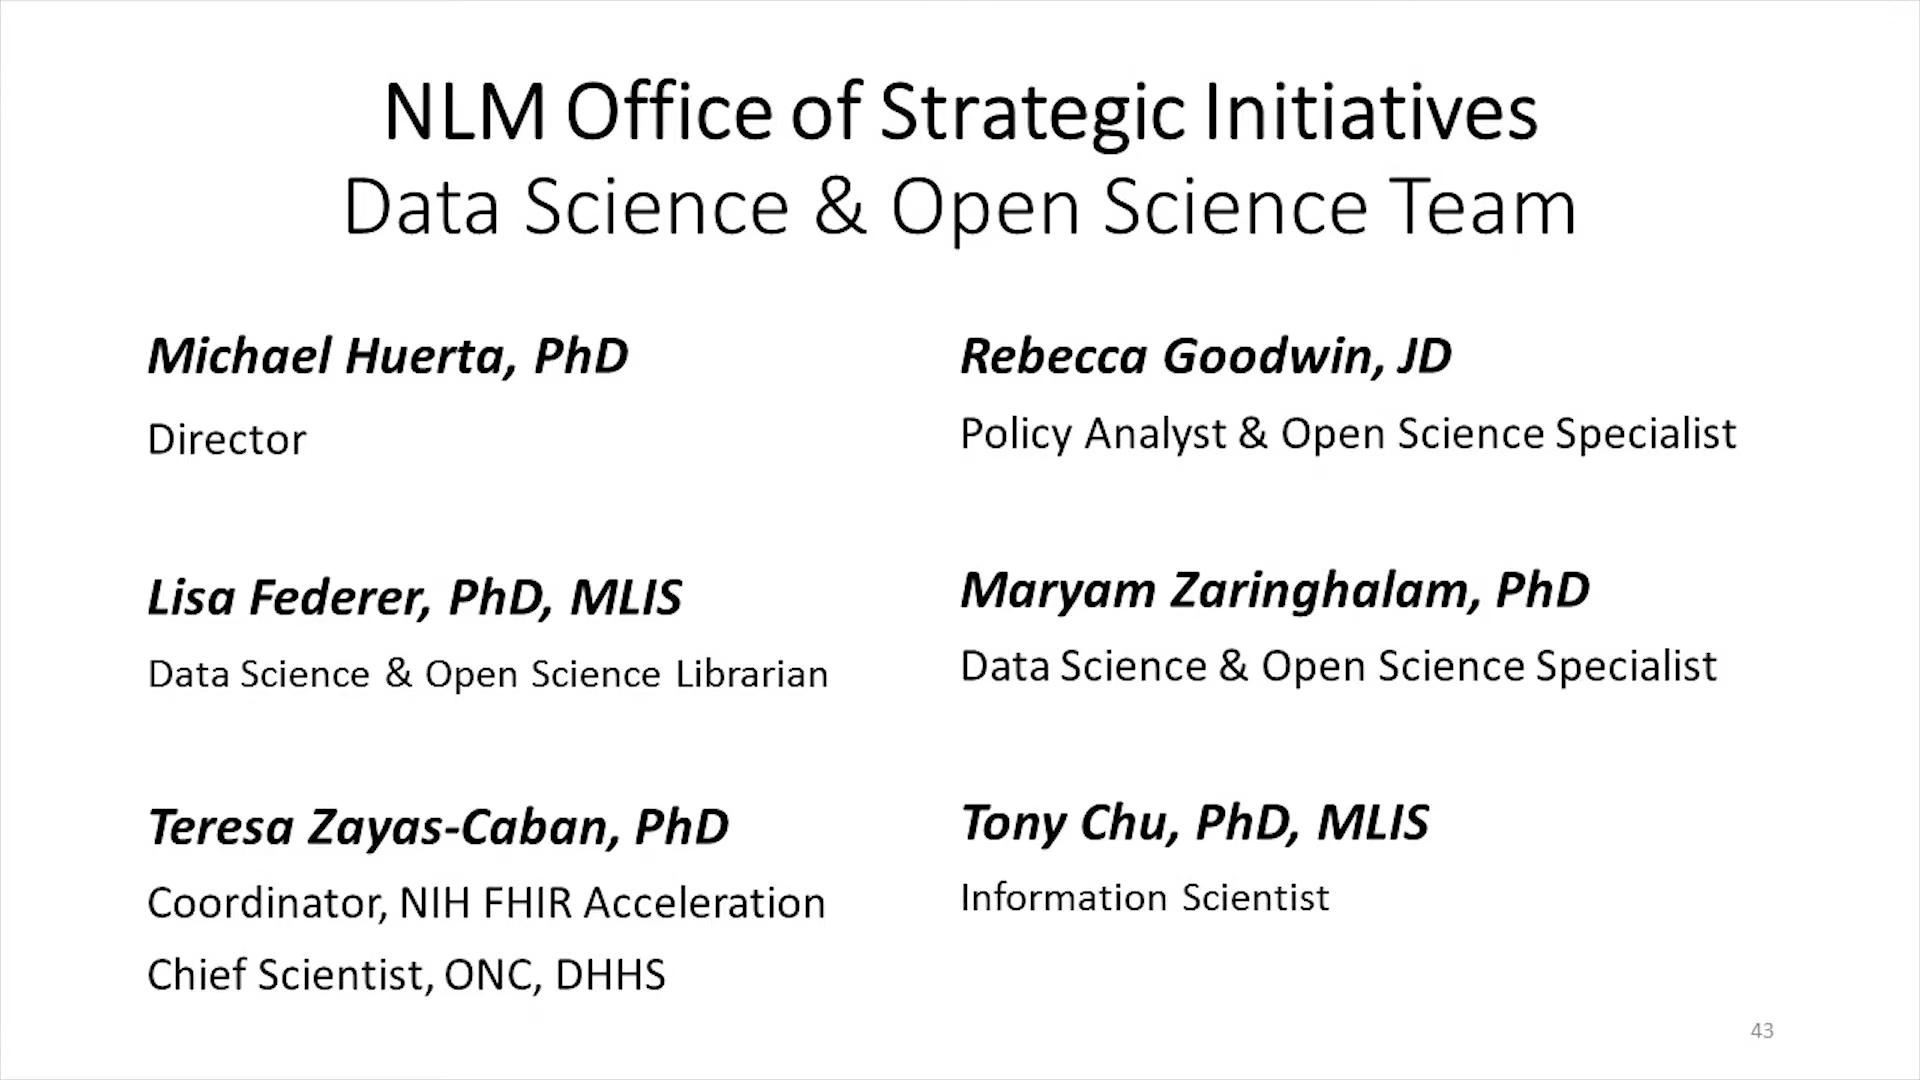 NLM Office of Strategic Initiatives
Data Science & Open Science Team
Michael Huerta, PhD
Director
Lisa Federer, PhD, MLIS
Data Science & Open Science Librarian
Teresa Zayas-Caban, PhD
Coordinator, NIH FHIR Acceleration
Chief Scientist, ONC, DHHS
Rebecca Goodwin, JD
Policy Analyst & Open Science Specialist
Maryam Zaringhalam, PhD
Data Science & Open Science Specialist
Tony Chu, PhD, MLIS
Information Scientist
43